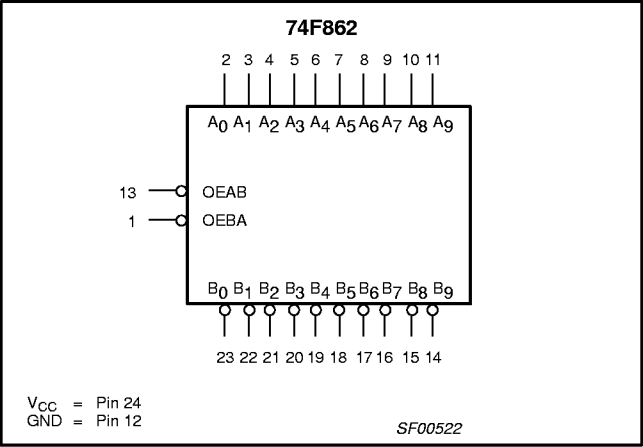 74F862
2 3 4 5 6 7 8 9 10 11
A0 A1 A2 A3 A4 A5 A6 A7 A8 A9
13 OEAB
1 OEBA
B0 B1 B2 B3 B4 B5 B6 B7 B8 B9
23 22 21 20 19 18 17 16 15 14
VCC = Pin 24
GND = Pin 12
SF00522